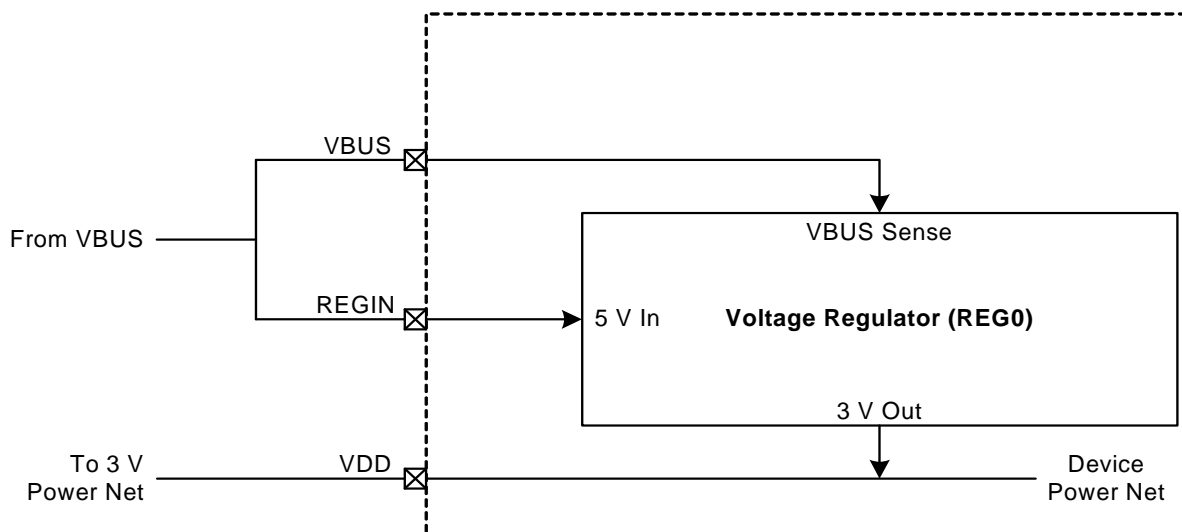 VBUS
From VBUS
VBUS Sense
REGIN
5 V In
Voltage Regulator (REG0)
3 V Out
To 3 V
Power Net
VDD
Device
Power Net